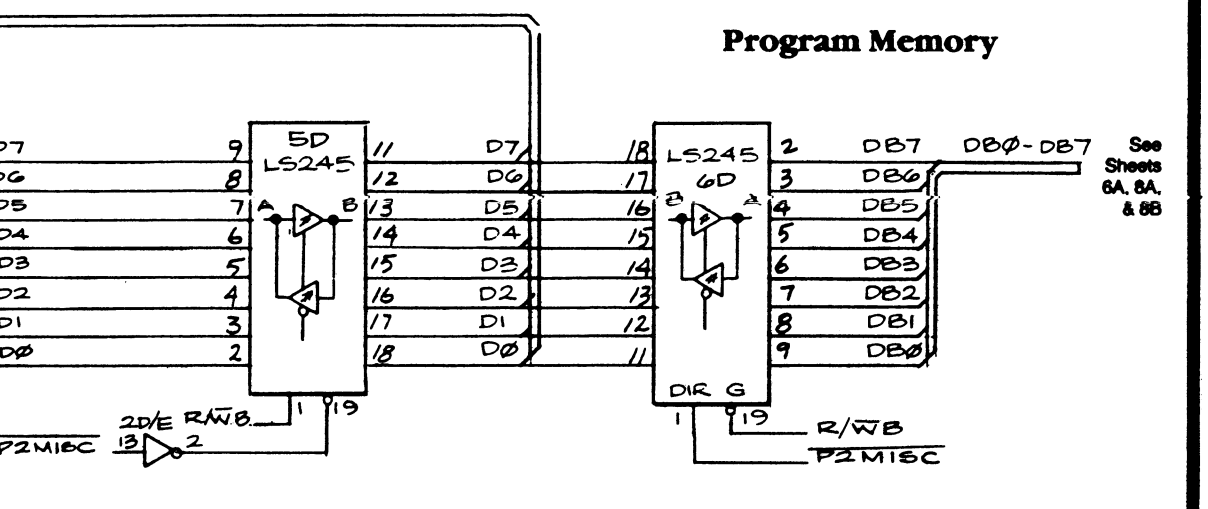 Program Memory
D7 9 5D LS245 11 D7 18 LS245 6D 2 DB7 DBØ-DB7 See Sheets 6A, 8A, & 8B
D6 8 12 D6 17 3 DB6
D5 7 A B 13 D5 16 B A 4 DB5
D4 6 14 D4 15 5 DB4
D3 5 15 D3 14 6 DB3
D2 4 16 D2 13 7 DB2
D1 3 17 D1 12 8 DB1
DØ 2 18 DØ 11 9 DBØ
DIR G
2D/E R/W̅B 1 19 1 19
P2MISC 13 2 R/W̅B
P2MISC